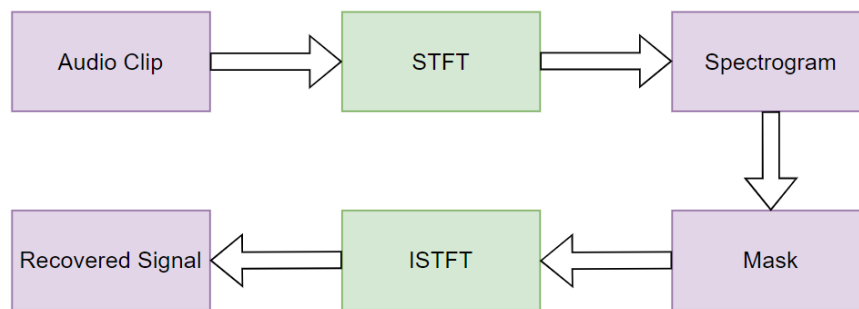 Audio Clip
STFT
Spectrogram
Recovered Signal
ISTFT
Mask